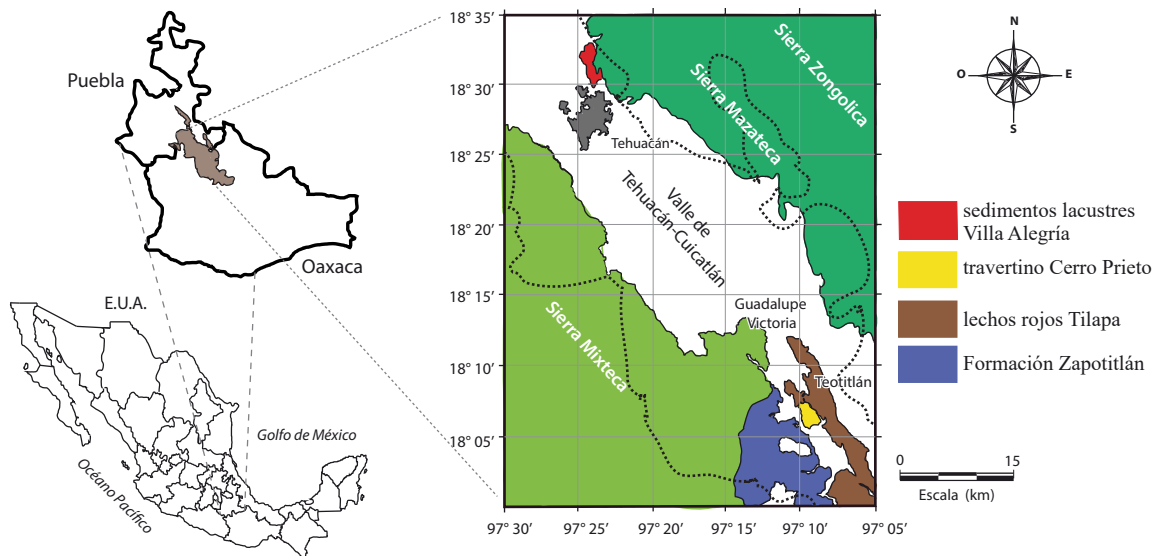 Puebla
Oaxaca
E.U.A.
Golfo de México
Océano Pacífico
18° 35'
18° 30'
18° 25'
18° 20'
18° 15'
18° 10'
18° 05'
97° 30'
97° 25'
97° 20'
97° 15'
97° 10'
97° 05'
Sierra Zongolica
Sierra Mazateca
Tehuacán
Valle de
Tehuacán-Cuicatlán
Guadalupe
Victoria
Sierra Mixteca
Teotitlán
N
O
E
S
sedimentos lacustres
Villa Alegría
travertino Cerro Prieto
lechos rojos Tilapa
Formación Zapotitlán
0
15
Escala (km)